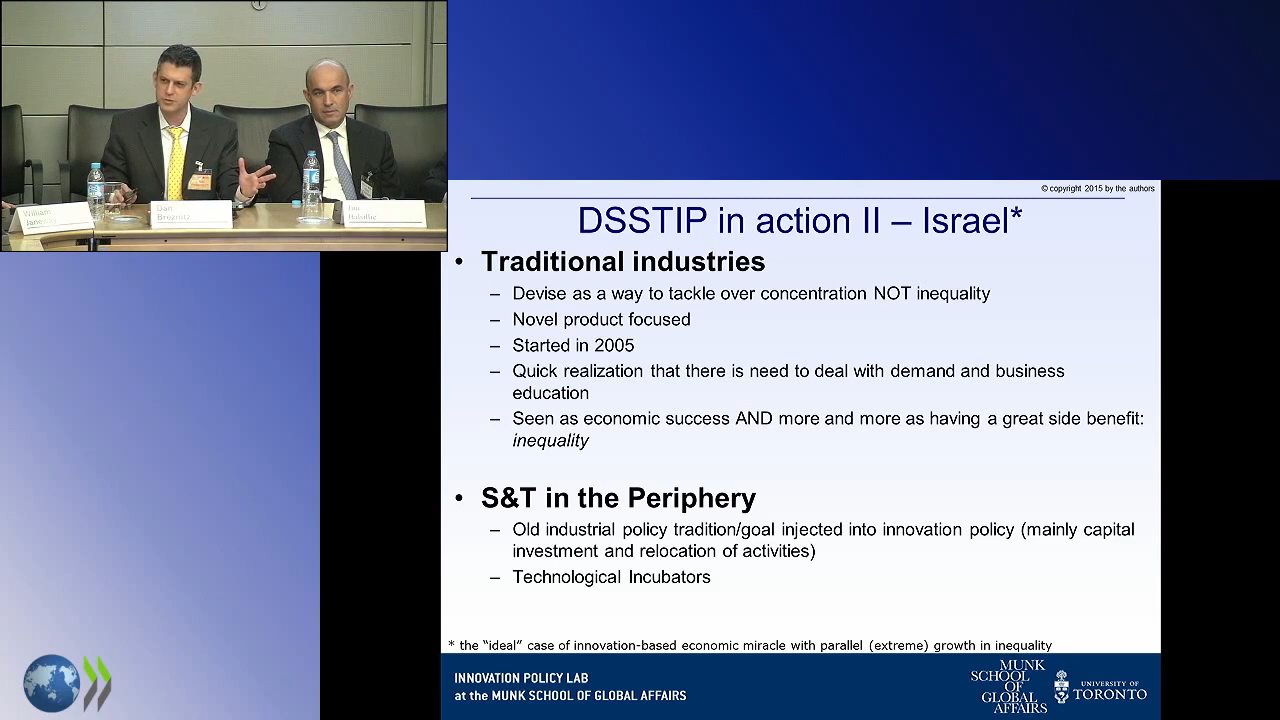 William
Dan
Breznitz
© copyright 2015 by the authors
DSSTIP in action II – Israel*
• Traditional industries
– Devise as a way to tackle over concentration NOT inequality
– Novel product focused
– Started in 2005
– Quick realization that there is need to deal with demand and business
education
– Seen as economic success AND more and more as having a great side benefit:
inequality
• S&T in the Periphery
– Old industrial policy tradition/goal injected into innovation policy (mainly capital
investment and relocation of activities)
– Technological Incubators
* the “ideal” case of innovation-based economic miracle with parallel (extreme) growth in inequality
INNOVATION POLICY LAB
at the MUNK SCHOOL OF GLOBAL AFFAIRS
MUNK
SCHOOL
OF
GLOBAL
AFFAIRS
UNIVERSITY OF
TORONTO